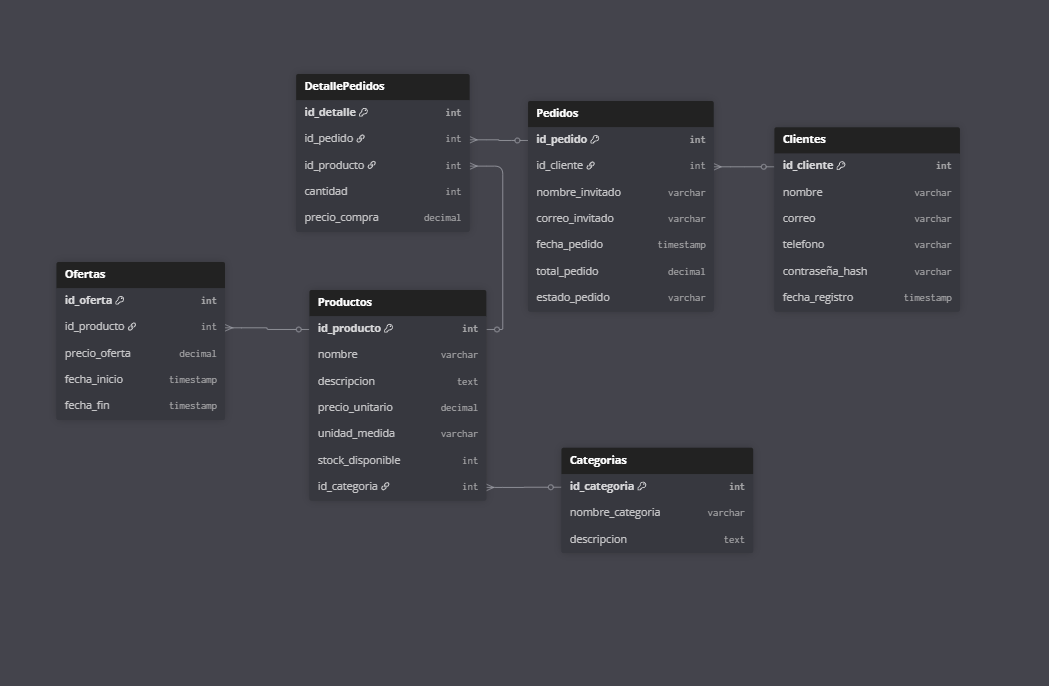 DetallePedidos
id_detalle int
id_pedido int
id_producto int
cantidad int
precio_compra decimal
Pedidos
id_pedido int
id_cliente int
nombre_invitado varchar
correo_invitado varchar
fecha_pedido timestamp
total_pedido decimal
estado_pedido varchar
Clientes
id_cliente int
nombre varchar
correo varchar
telefono varchar
contraseña_hash varchar
fecha_registro timestamp
Ofertas
id_oferta int
id_producto int
precio_oferta decimal
fecha_inicio timestamp
fecha_fin timestamp
Productos
id_producto int
nombre varchar
descripcion text
precio_unitario decimal
unidad_medida varchar
stock_disponible int
id_categoria int
Categorias
id_categoria int
nombre_categoria varchar
descripcion text